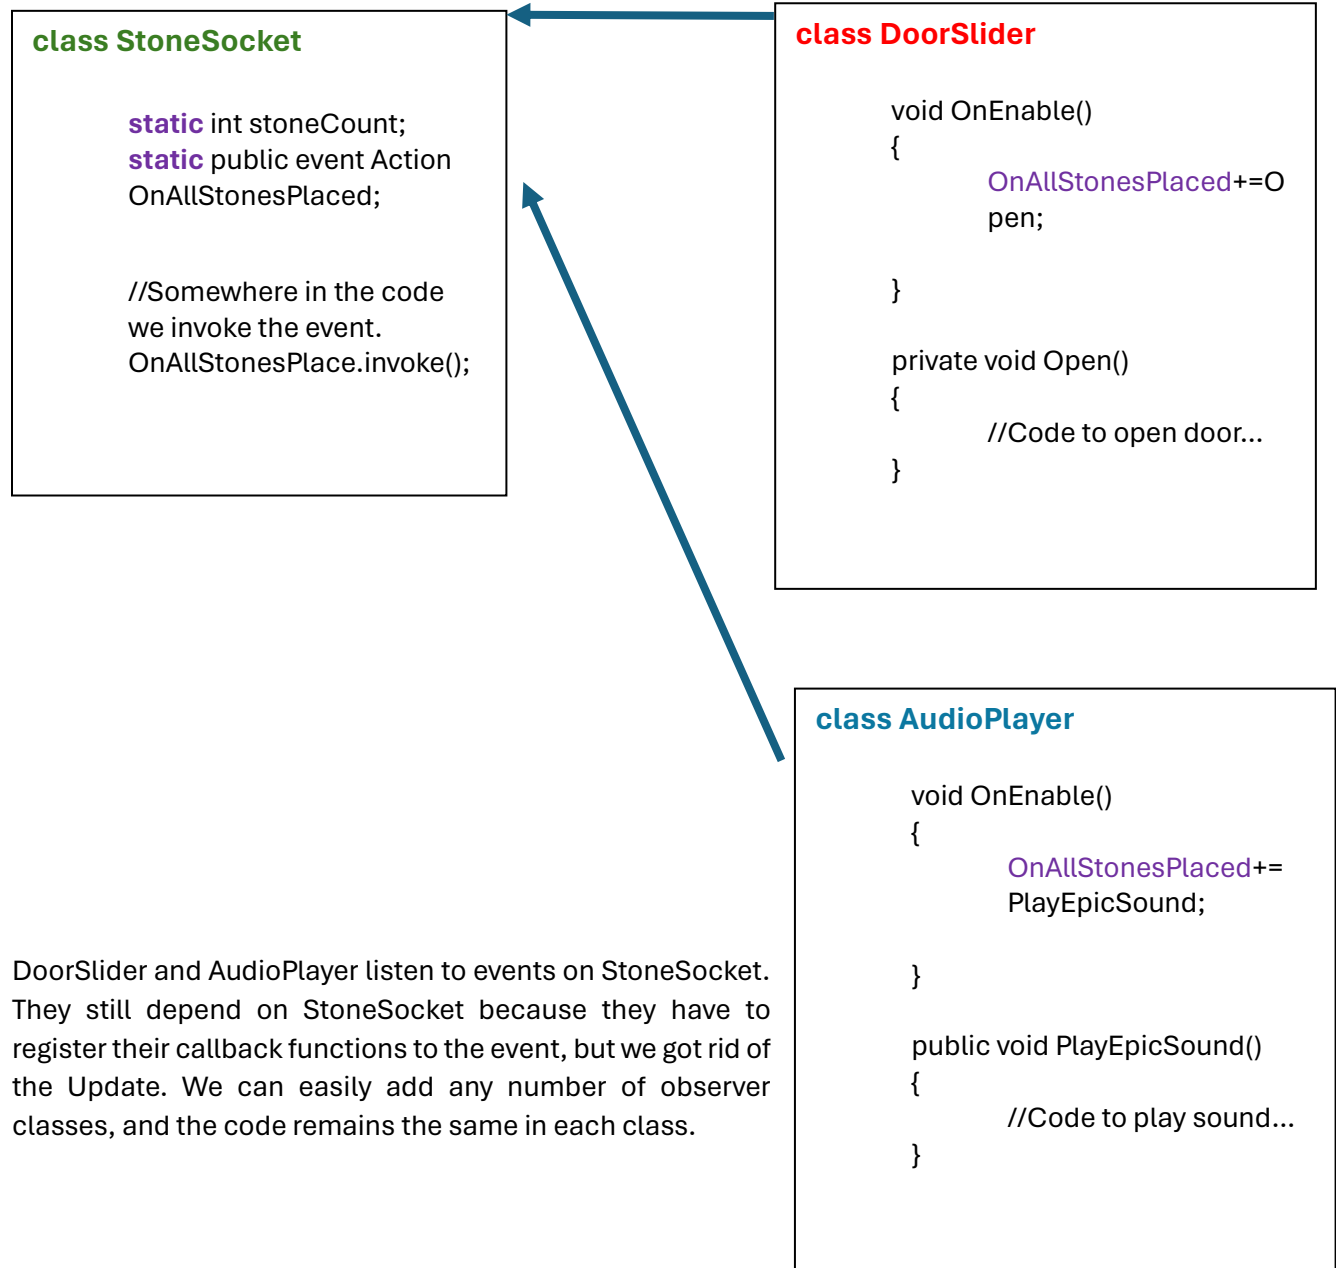 class StoneSocket
static int stoneCount;
static public event Action
OnAllStonesPlaced;
//Somewhere in the code
we invoke the event.
OnAllStonesPlace.invoke();
class DoorSlider
void OnEnable()
{
OnAllStonesPlaced+=O
pen;
}
private void Open()
{
//Code to open door...
}
class AudioPlayer
void OnEnable()
{
OnAllStonesPlaced+=
PlayEpicSound;
}
public void PlayEpicSound()
{
//Code to play sound...
}
DoorSlider and AudioPlayer listen to events on StoneSocket.
They still depend on StoneSocket because they have to
register their callback functions to the event, but we got rid of
the Update. We can easily add any number of observer
classes, and the code remains the same in each class.